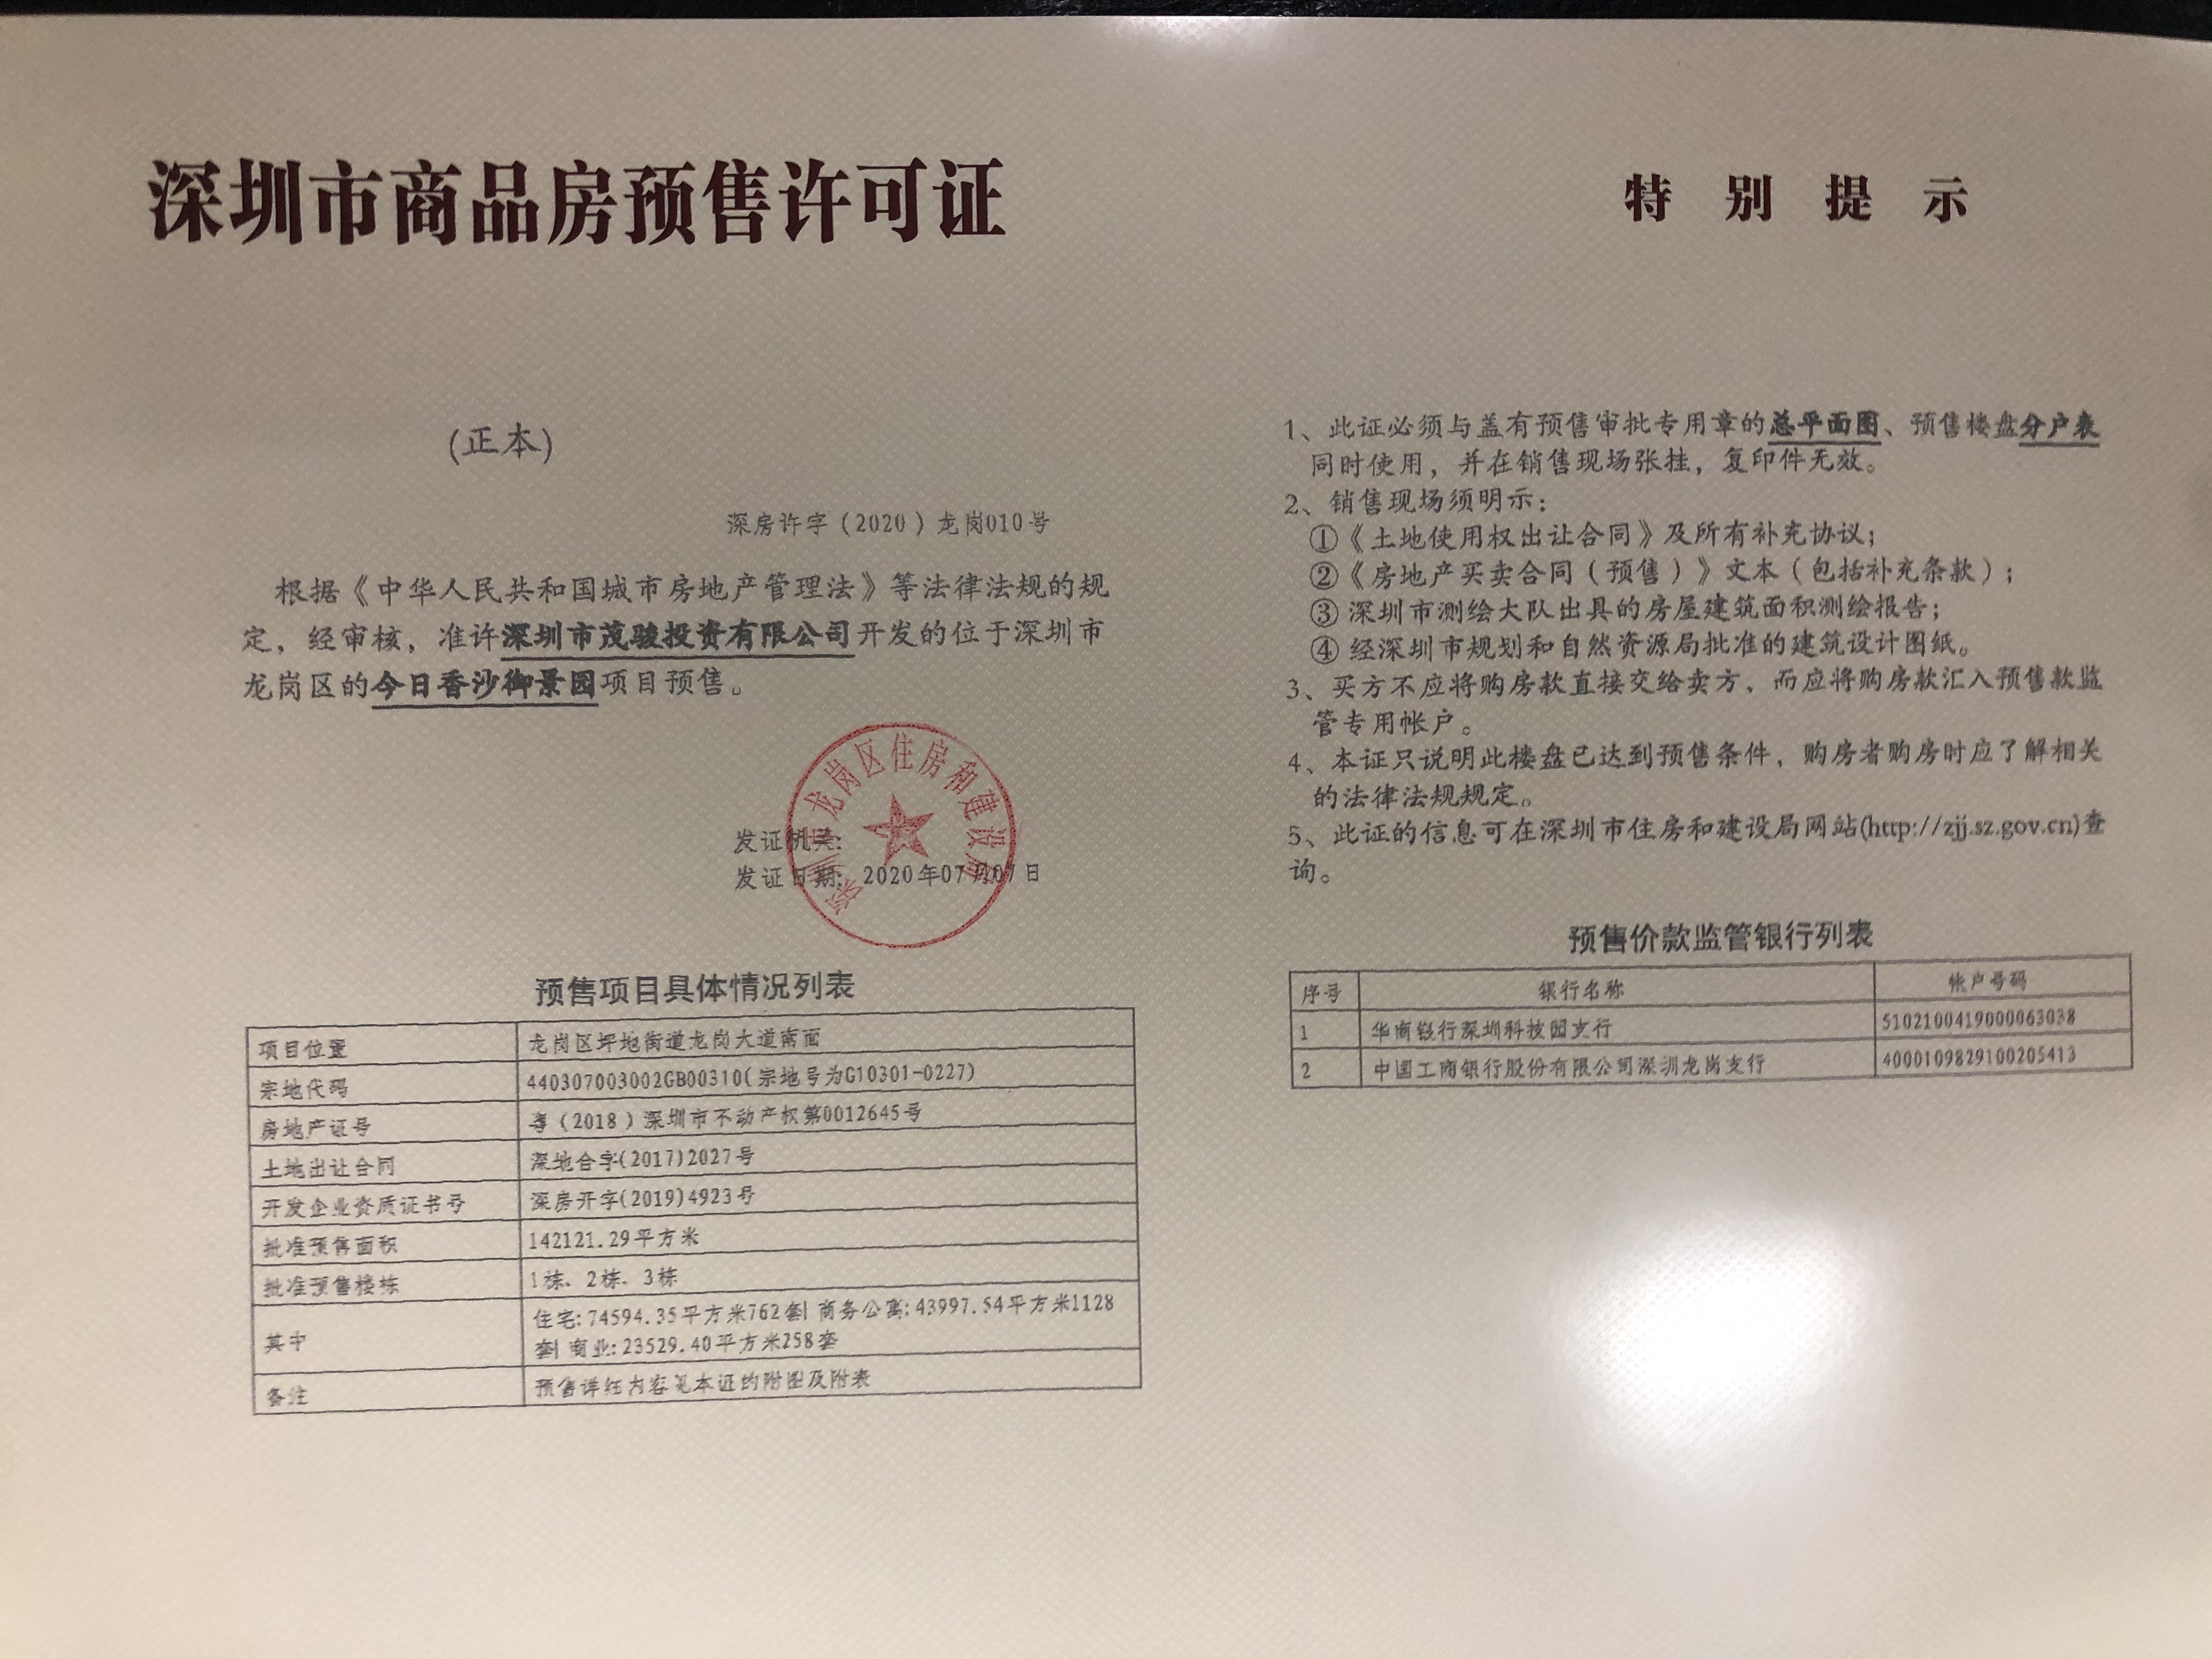 深圳市商品房预售许可证
(正本)
深房许字（2020）龙岗010号
根据《中华人民共和国城市房地产管理法》等法律法规的规
定，经审核，准许深圳市茂骏投资有限公司开发的位于深圳市
龙岗区的今日香沙御景园项目预售。
深圳市龙岗区住房和建设局
发证机关：
发证日期：2020年07月07日
预售项目具体情况列表
项目位置 龙岗区坪地街道龙岗大道南面
宗地代码 440307003002GB00310(宗地号为G10301-0227)
房地产证号 粤（2018）深圳市不动产权第0012645号
土地出让合同 深地合字(2017)2027号
开发企业资质证书号 深房开字(2019)4923号
批准预售面积 142121.29平方米
批准预售楼栋 1栋、2栋、3栋
其中 住宅:74594.35平方米762套| 商务公寓:43997.54平方米1128
套| 商业:23529.40平方米258套
备注 预售详细内容见本证的附图及附表
特别提示
1、此证必须与盖有预售审批专用章的总平面图、预售楼盘分户表
同时使用，并在销售现场张挂，复印件无效。
2、销售现场须明示：
①《土地使用权出让合同》及所有补充协议；
②《房地产买卖合同（预售）》文本（包括补充条款）；
③ 深圳市测绘大队出具的房屋建筑面积测绘报告；
④ 经深圳市规划和自然资源局批准的建筑设计图纸。
3、买方不应将购房款直接交给卖方，而应将购房款汇入预售款监
管专用帐户。
4、本证只说明此楼盘已达到预售条件，购房者购房时应了解相关
的法律法规规定。
5、此证的信息可在深圳市住房和建设局网站(http://zjj.sz.gov.cn)查
询。
预售价款监管银行列表
序号 银行名称 帐户号码
1 华商银行深圳科技园支行 5102100419000063038
2 中国工商银行股份有限公司深圳龙岗支行 4000109829100205413